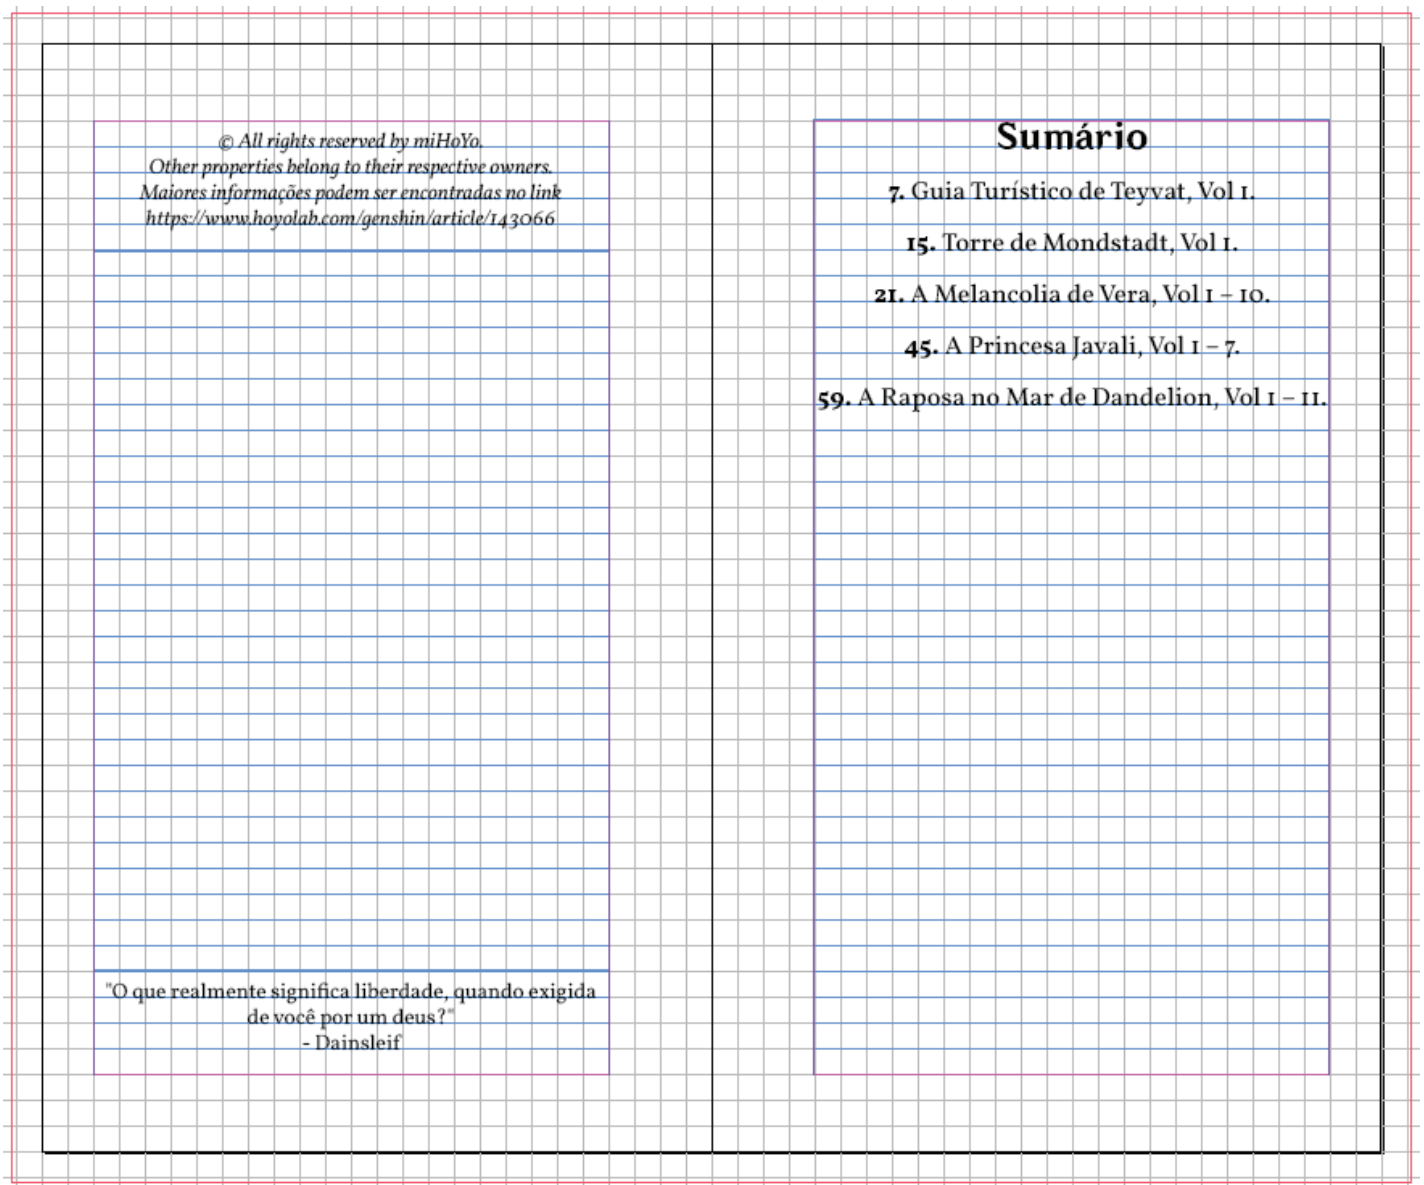 © All rights reserved by miHoYo.
Other properties belong to their respective owners.
Maiores informações podem ser encontradas no link
https://www.hoyolab.com/genshin/article/143066
"O que realmente significa liberdade, quando exigida
de você por um deus?"
- Dainsleif
Sumário
7. Guia Turístico de Teyvat, Vol 1.
15. Torre de Mondstadt, Vol 1.
21. A Melancolia de Vera, Vol 1 – 10.
45. A Princesa Javali, Vol 1 – 7.
59. A Raposa no Mar de Dandelion, Vol 1 – 11.